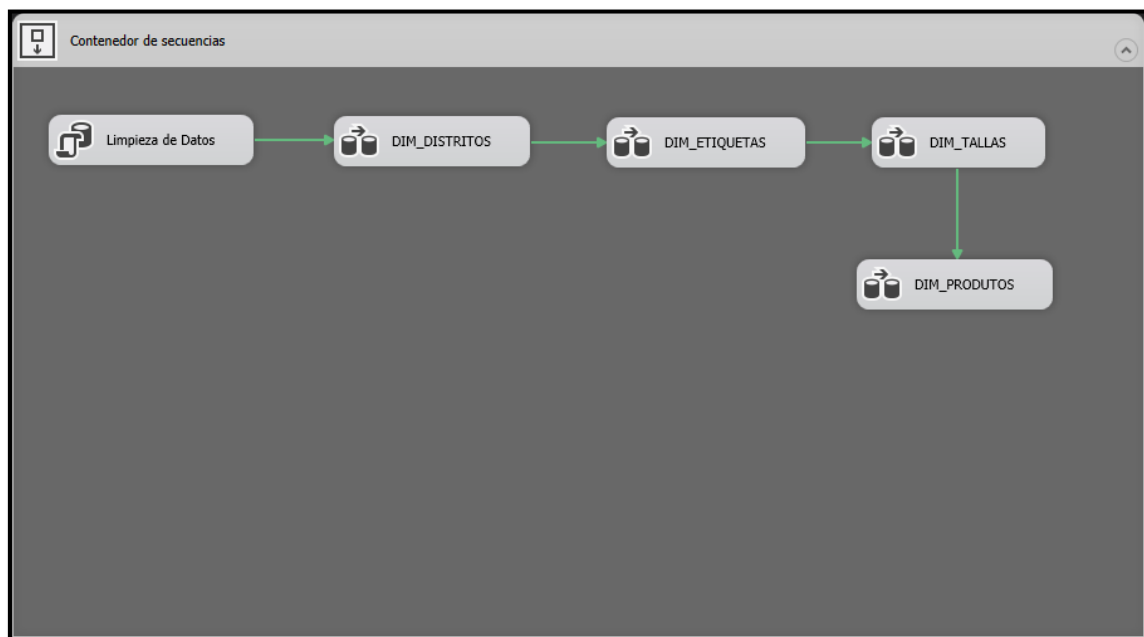 Contenedor de secuencias
Limpieza de Datos
DIM_DISTRITOS
DIM_ETIQUETAS
DIM_TALLAS
DIM_PRODUTOS